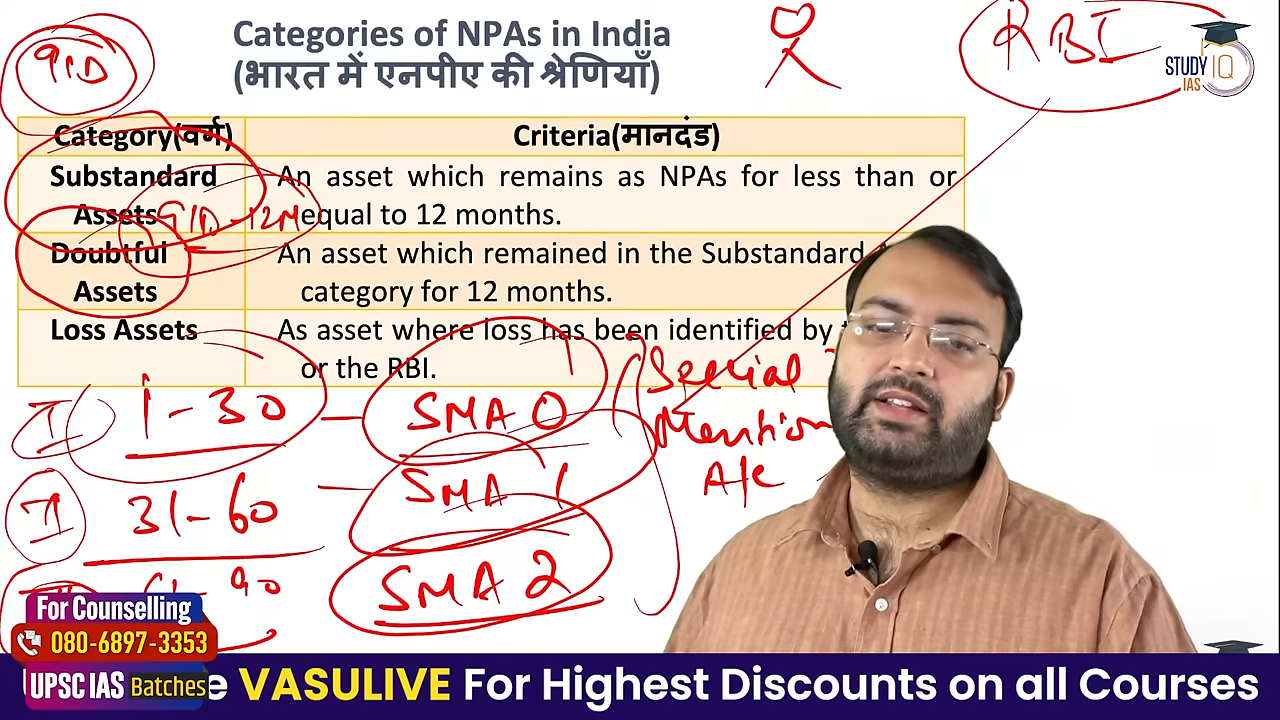 91D
Categories of NPAs in India
(भारत में एनपीए की श्रेणियाँ)
RBI
STUDY IQ
IAS
Category(वर्ग) Criteria(मानदंड)
Substandard Assets An asset which remains as NPAs for less than or
equal to 12 months.
91D - 12M
Doubtful Assets An asset which remained in the Substandard
category for 12 months.
Loss Assets As asset where loss has been identified by
or the RBI.
I 1 - 30 - SMA 0
II 31 - 60 - SMA 1
90 SMA 2
Special
Mention
A/c
For Counselling
080-6897-3353
UPSC IAS Batches
e VASULIVE For Highest Discounts on all Courses